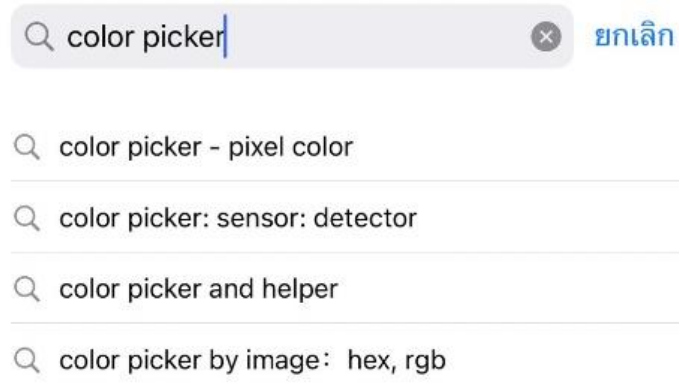 color picker ยกเลิก
color picker - pixel color
color picker: sensor: detector
color picker and helper
color picker by image：hex, rgb